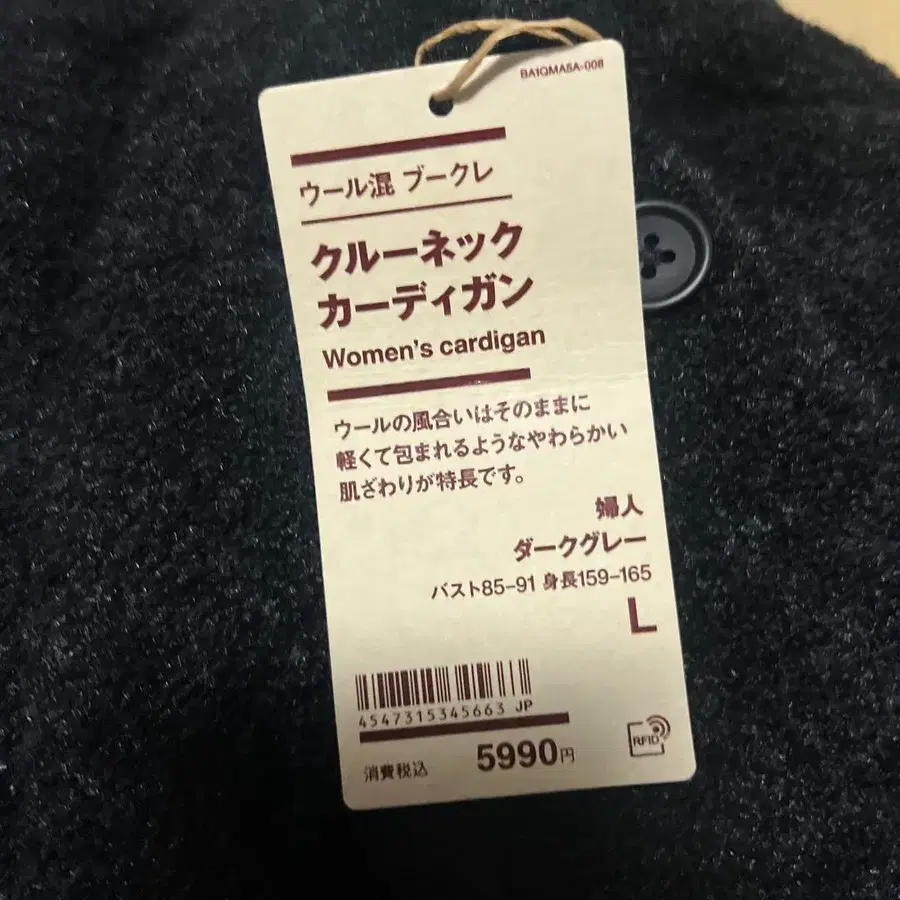 BA1QMA5A-008
ウール混 ブークレ
クルーネック
カーディガン
Women's cardigan
ウールの風合いはそのままに
軽くて包まれるようなやわらかい
肌ざわりが特長です。
婦人
ダークグレー
バスト85-91 身長159-165
L
4547315345663 JP
消費税込 5990円
RFID